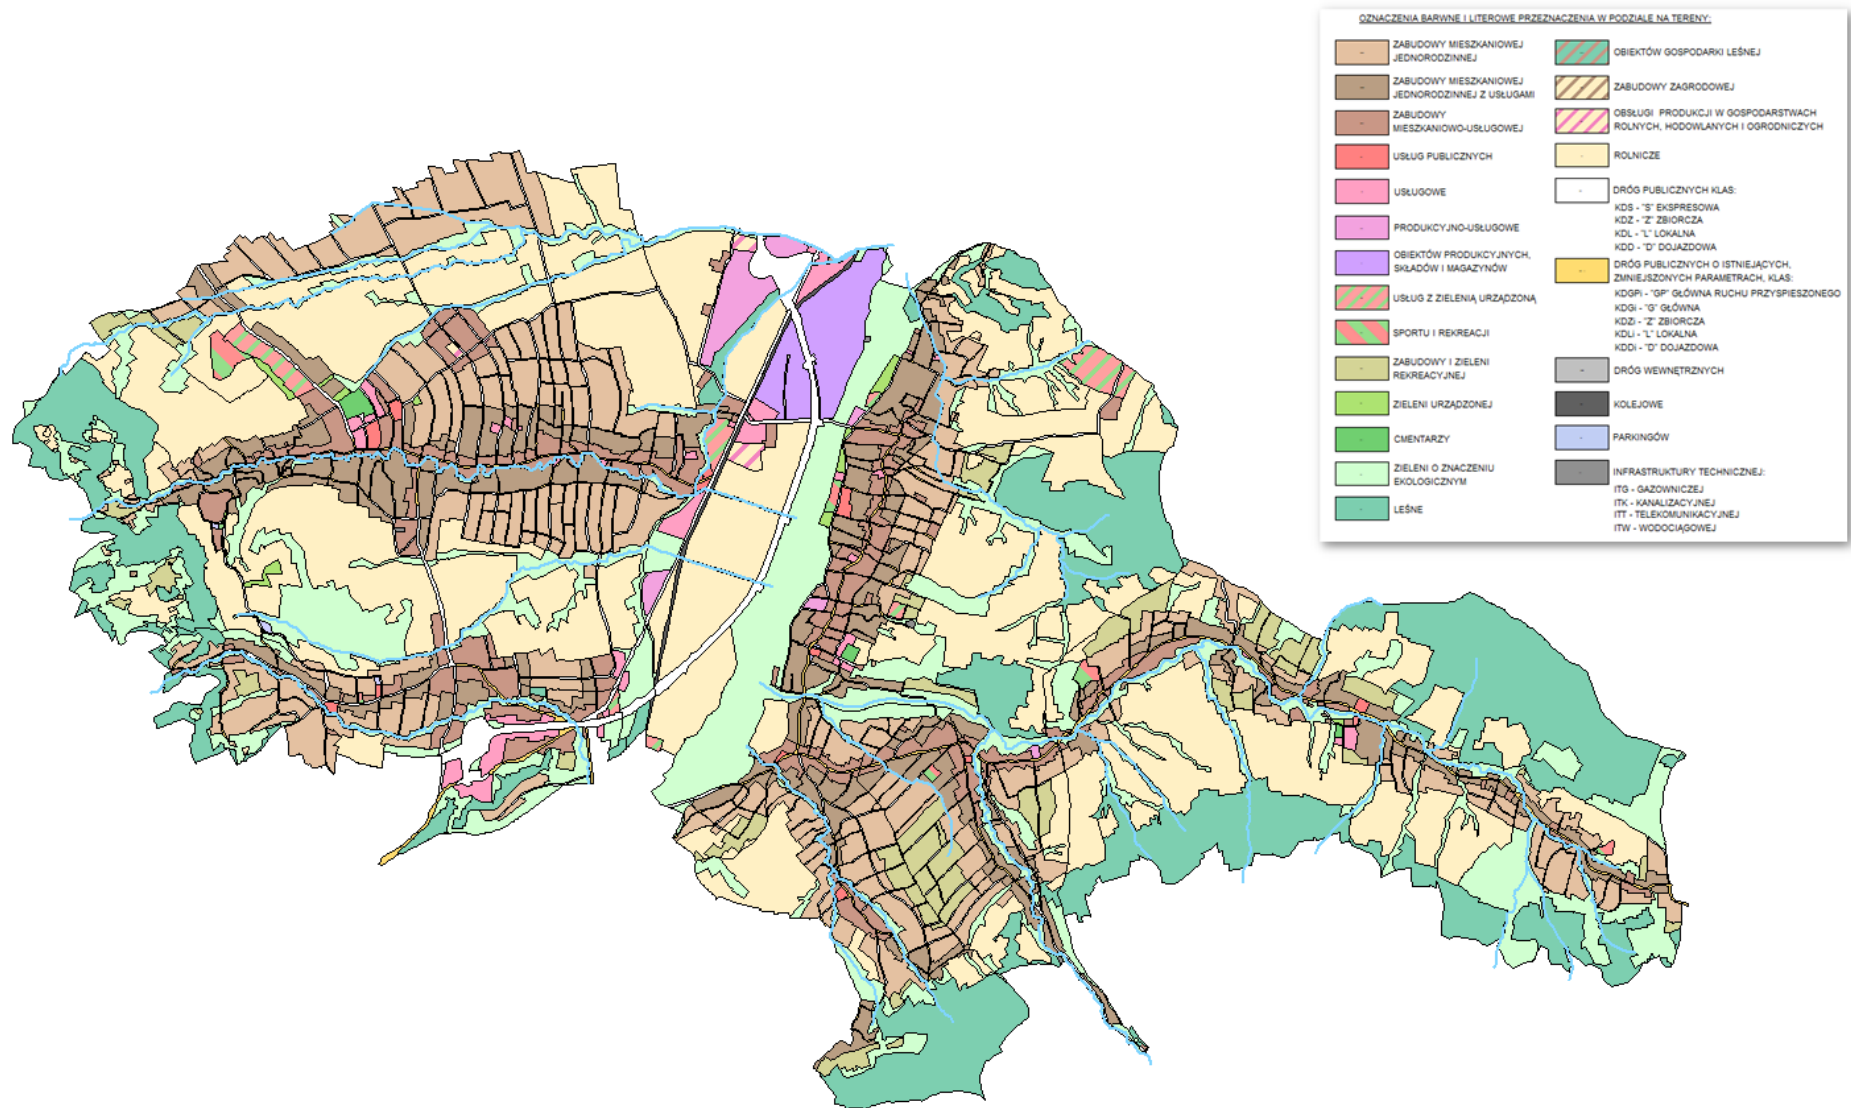 OZNACZENIA BARWNE I LITEROWE PRZEZNACZENIA W PODZIALE NA TERENY:
ZABUDOWY MIESZKANIOWEJ
JEDNORODZINNEJ
ZABUDOWY MIESZKANIOWEJ
JEDNORODZINNEJ Z USŁUGAMI
ZABUDOWY
MIESZKANIOWO-USŁUGOWEJ
USŁUG PUBLICZNYCH
USŁUGOWE
PRODUKCYJNO-USŁUGOWE
OBIEKTÓW PRODUKCYJNYCH,
SKŁADÓW I MAGAZYNÓW
USŁUG Z ZIELENIĄ URZĄDZONĄ
SPORTU I REKREACJI
ZABUDOWY I ZIELENI
REKREACYJNEJ
ZIELENI URZĄDZONEJ
CMENTARZY
ZIELENI O ZNACZENIU
EKOLOGICZNYM
LEŚNE
OBIEKTÓW GOSPODARKI LEŚNEJ
ZABUDOWY ZAGRODOWEJ
OBSŁUGI PRODUKCJI W GOSPODARSTWACH
ROLNYCH, HODOWLANYCH I OGRODNICZYCH
ROLNICZE
DRÓG PUBLICZNYCH KLAS:
KDS - "S" EKSPRESOWA
KDZ - "Z" ZBIORCZA
KDL - "L" LOKALNA
KDD - "D" DOJAZDOWA
DRÓG PUBLICZNYCH O ISTNIEJĄCYCH,
ZMNIEJSZONYCH PARAMETRACH, KLAS:
KDGPi - "GP" GŁÓWNA RUCHU PRZYSPIESZONEGO
KDGi - "G" GŁÓWNA
KDZi - "Z" ZBIORCZA
KDLi - "L" LOKALNA
KDDi - "D" DOJAZDOWA
DRÓG WEWNĘTRZNYCH
KOLEJOWE
PARKINGÓW
INFRASTRUKTURY TECHNICZNEJ:
ITG - GAZOWNICZEJ
ITK - KANALIZACYJNEJ
ITT - TELEKOMUNIKACYJNEJ
ITW - WODOCIĄGOWEJ